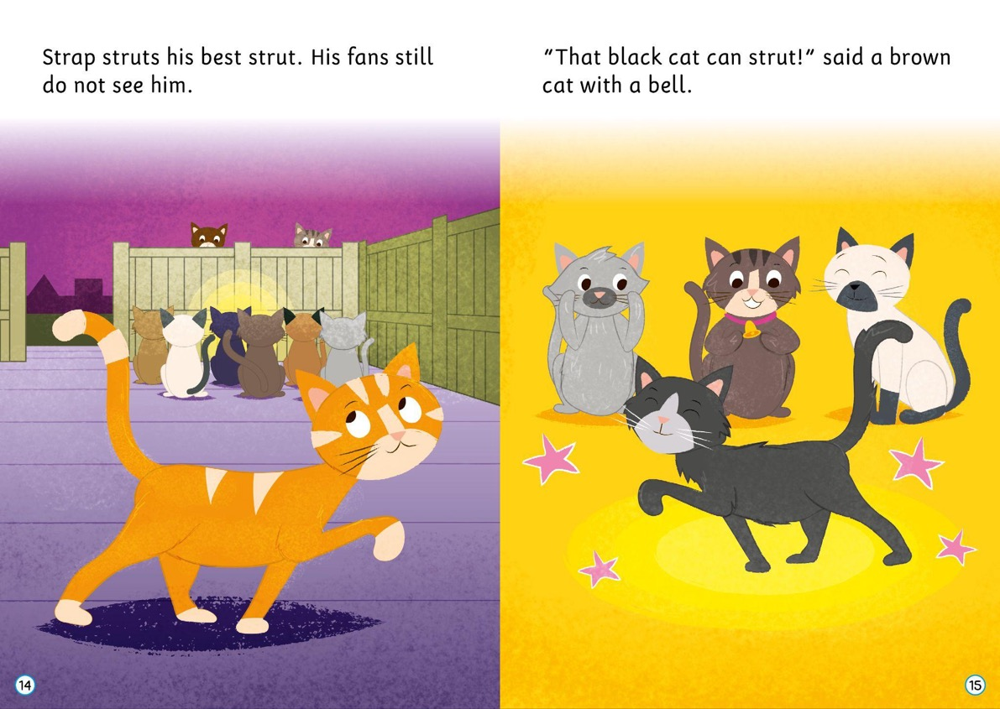 Strap struts his best strut. His fans still
do not see him.
“That black cat can strut!” said a brown
cat with a bell.
14
15